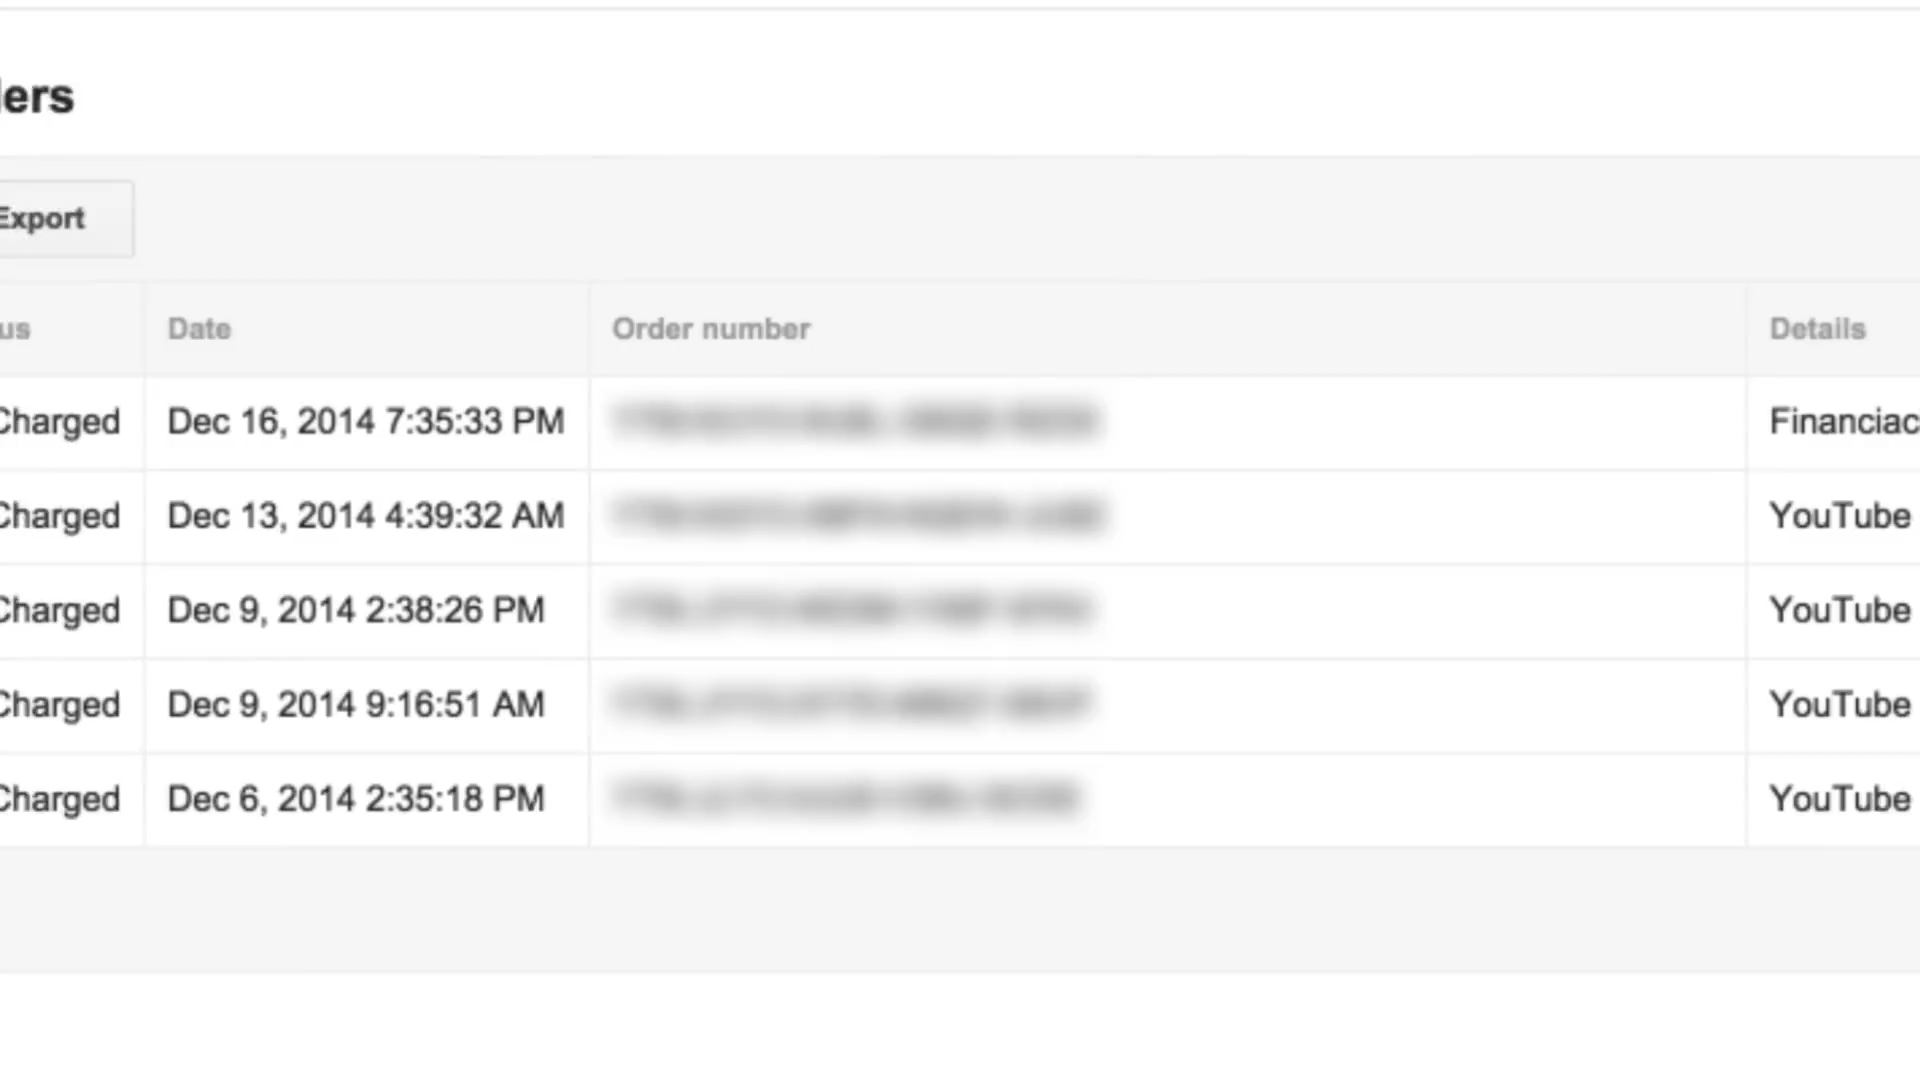 ders
Export
us Date Order number Details
Charged Dec 16, 2014 7:35:33 PM Financiac
Charged Dec 13, 2014 4:39:32 AM YouTube
Charged Dec 9, 2014 2:38:26 PM YouTube
Charged Dec 9, 2014 9:16:51 AM YouTube
Charged Dec 6, 2014 2:35:18 PM YouTube